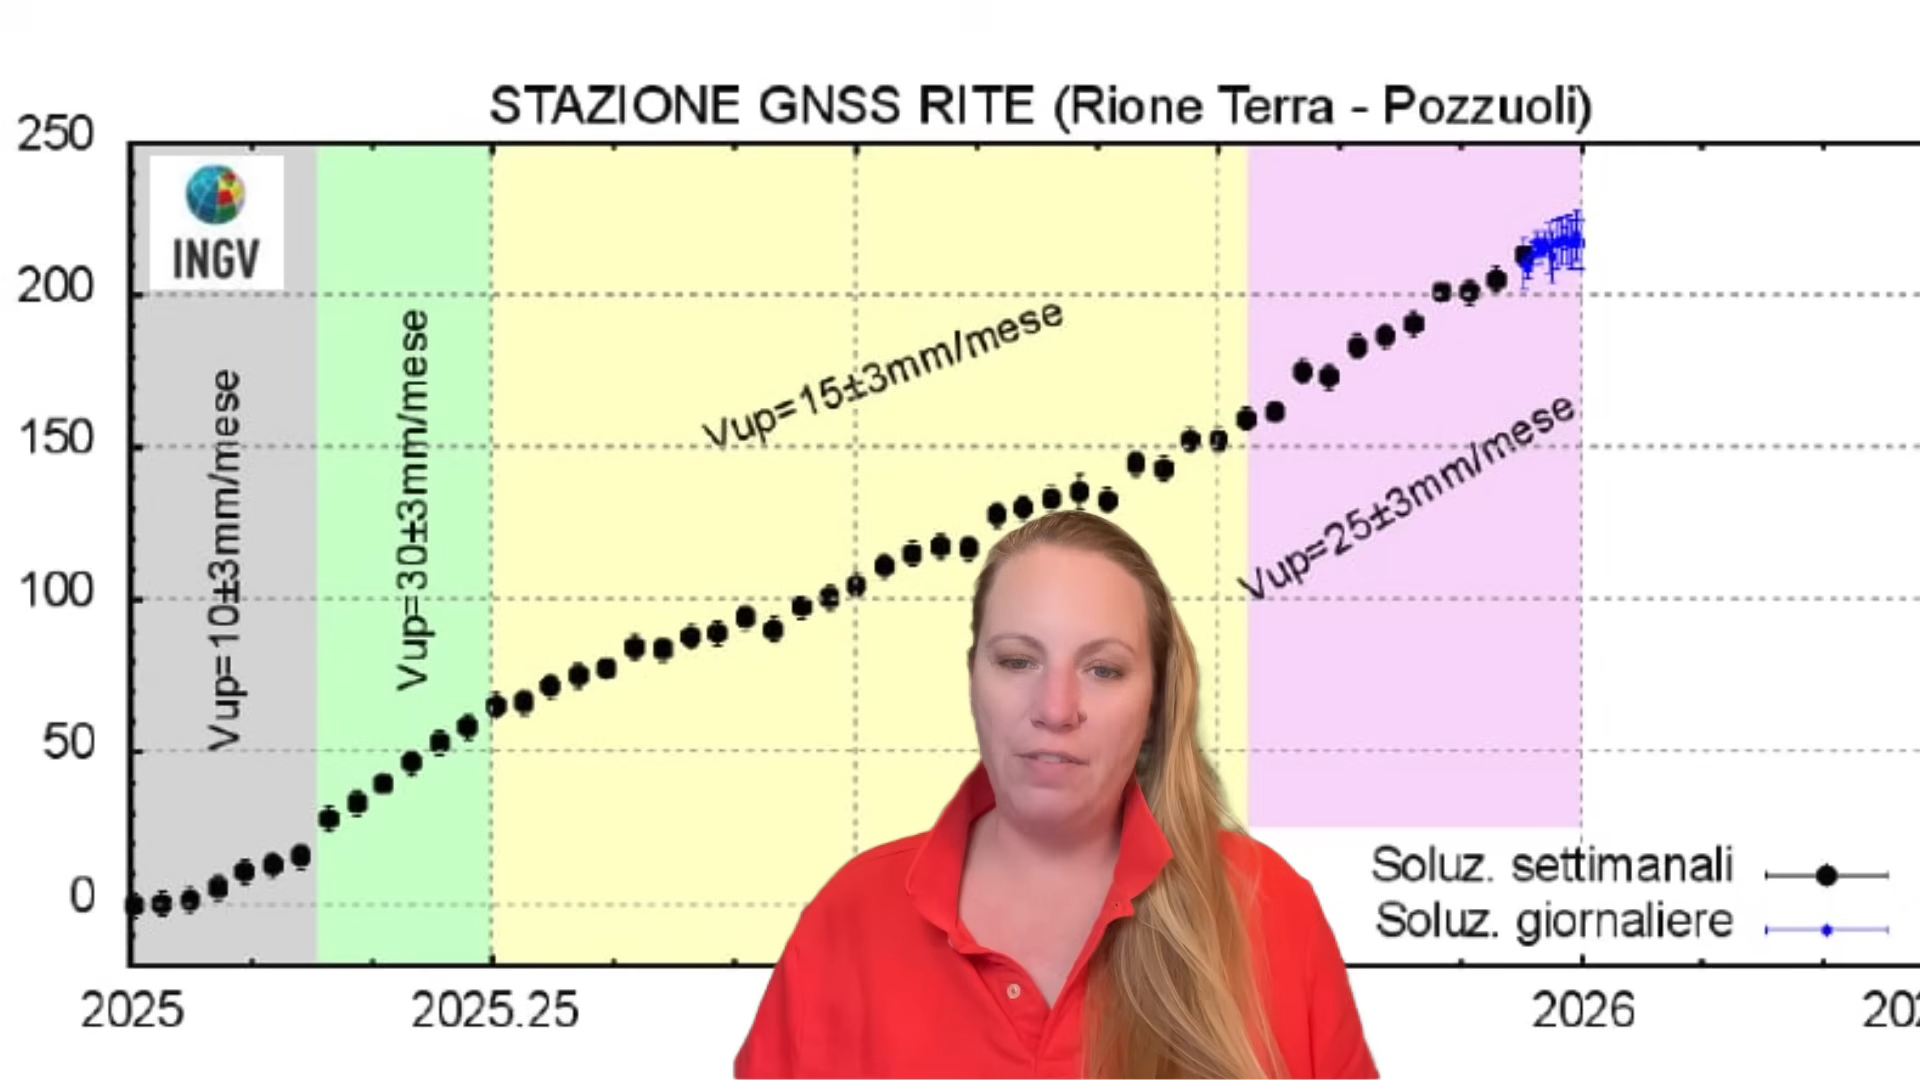 STAZIONE GNSS RITE (Rione Terra - Pozzuoli)
250
200
150
100
50
0
INGV
Vup=10±3mm/mese
Vup=30±3mm/mese
Vup=15±3mm/mese
Vup=25±3mm/mese
Soluz. settimanali
Soluz. giornaliere
2025
2025.25
2026